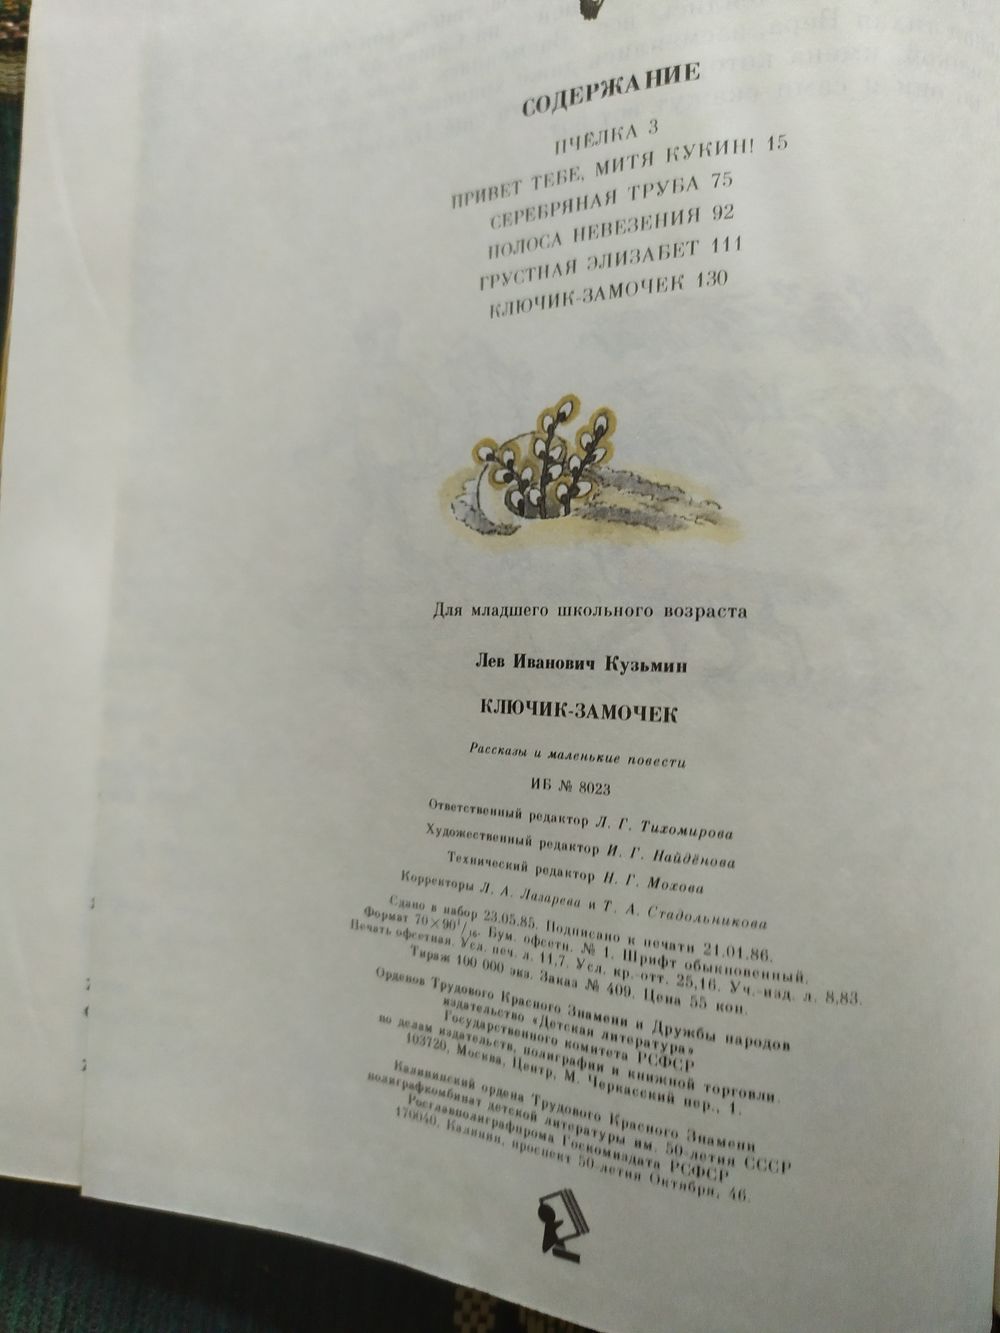 СОДЕРЖАНИЕ
ПЧЁЛКА 3
ПРИВЕТ ТЕБЕ, МИТЯ КУКИН! 15
СЕРЕБРЯНАЯ ТРУБА 75
ПОЛОСА НЕВЕЗЕНИЯ 92
ГРУСТНАЯ ЭЛИЗАБЕТ 111
КЛЮЧИК-ЗАМОЧЕК 130
Для младшего школьного возраста
Лев Иванович Кузьмин
КЛЮЧИК-ЗАМОЧЕК
Рассказы и маленькие повести
ИБ № 8023
Ответственный редактор Л. Г. Тихомирова
Художественный редактор И. Г. Найдёнова
Технический редактор Н. Г. Мохова
Корректоры Л. А. Лазарева и Т. А. Стадольникова
Сдано в набор 23.05.85. Подписано к печати 21.01.86.
Формат 70×90¹/₁₆. Бум. офсетн. № 1. Шрифт обыкновенный.
Печать офсетная. Усл. печ. л. 11,7. Усл. кр.-отт. 25,16. Уч.-изд. л. 8,83.
Тираж 100 000 экз. Заказ № 409. Цена 55 коп.
Орденов Трудового Красного Знамени и Дружбы народов
издательство «Детская литература»
Государственного комитета РСФСР
по делам издательств, полиграфии и книжной торговли.
103720, Москва, Центр, М. Черкасский пер., 1.
Калининский ордена Трудового Красного Знамени
полиграфкомбинат детской литературы им. 50-летия СССР
Росглавполиграфпрома Госкомиздата РСФСР
170040, Калинин, проспект 50-летия Октября, 46.